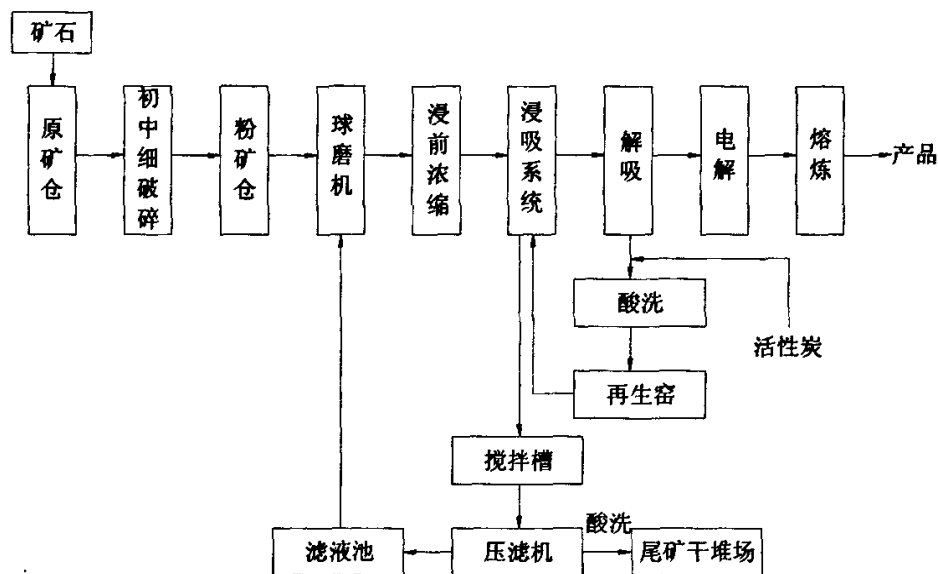 矿石
原矿仓
初中细破碎
粉矿仓
球磨机
浸前浓缩
浸吸系统
解吸
电解
熔炼
产品
酸洗
活性炭
再生窑
搅拌槽
酸洗
滤液池
压滤机
尾矿干堆场